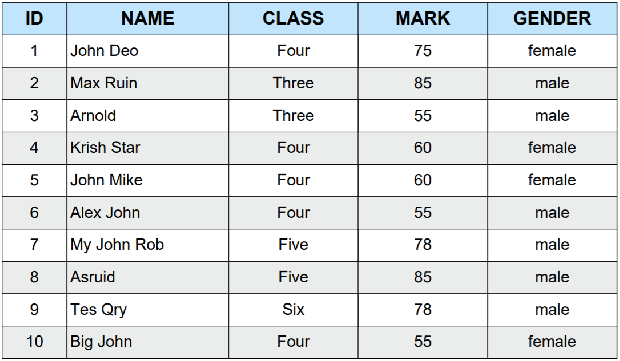 ID NAME CLASS MARK GENDER
1 John Deo Four 75 female
2 Max Ruin Three 85 male
3 Arnold Three 55 male
4 Krish Star Four 60 female
5 John Mike Four 60 female
6 Alex John Four 55 male
7 My John Rob Five 78 male
8 Asruid Five 85 male
9 Tes Qry Six 78 male
10 Big John Four 55 female